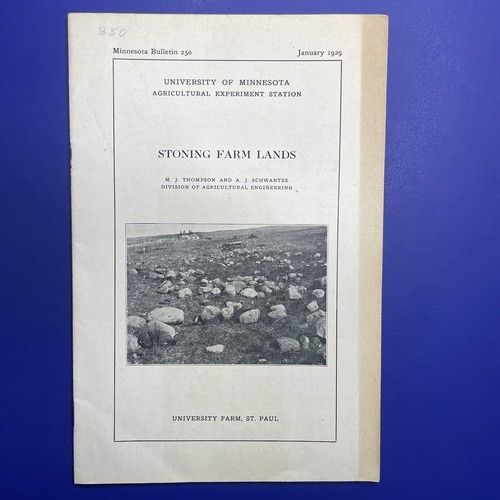 350
Minnesota Bulletin 250 January 1929
UNIVERSITY OF MINNESOTA
AGRICULTURAL EXPERIMENT STATION
STONING FARM LANDS
M. J. THOMPSON AND A. J. SCHWANTES
DIVISION OF AGRICULTURAL ENGINEERING
UNIVERSITY FARM, ST. PAUL